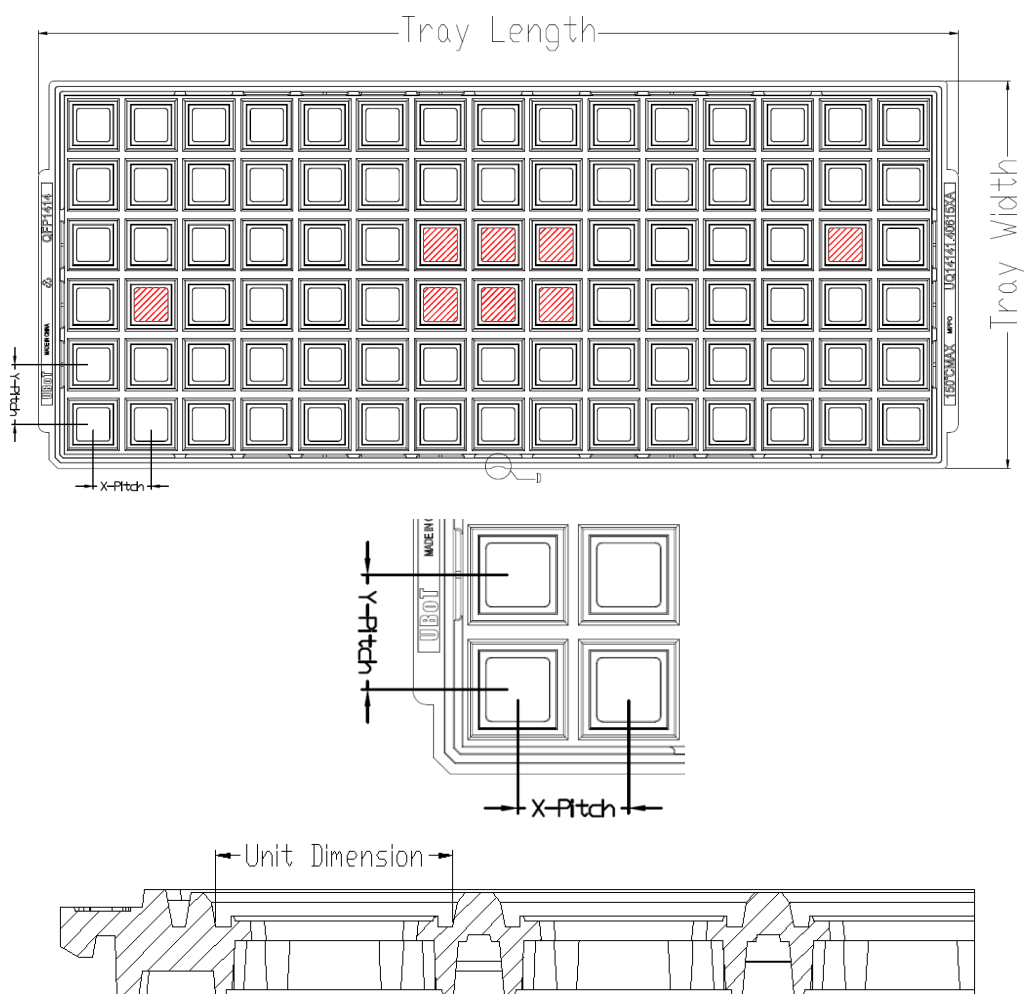 Tray Length
Tray Width
QFP1414
MADE IN CHINA
UBoT
UQ14141.40615XA
MPPO
150°CMAX
Y-Pitch
X-Pitch
D
MADE IN C
UBoT
Y-Pitch
X-Pitch
Unit Dimension